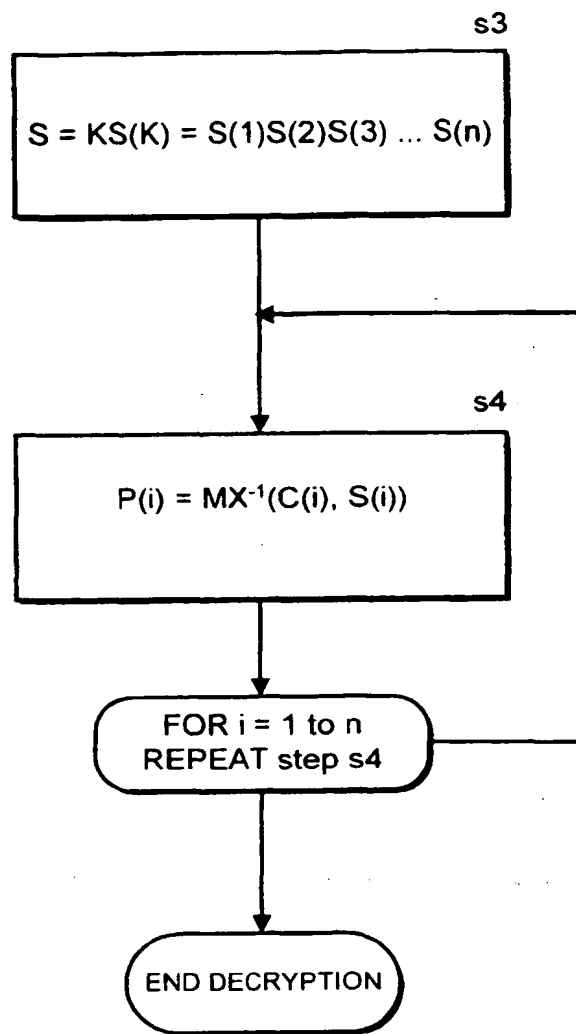 s3
S = KS(K) = S(1)S(2)S(3) ... S(n)
s4
P(i) = MX⁻¹(C(i), S(i))
FOR i = 1 to n
REPEAT step s4
END DECRYPTION